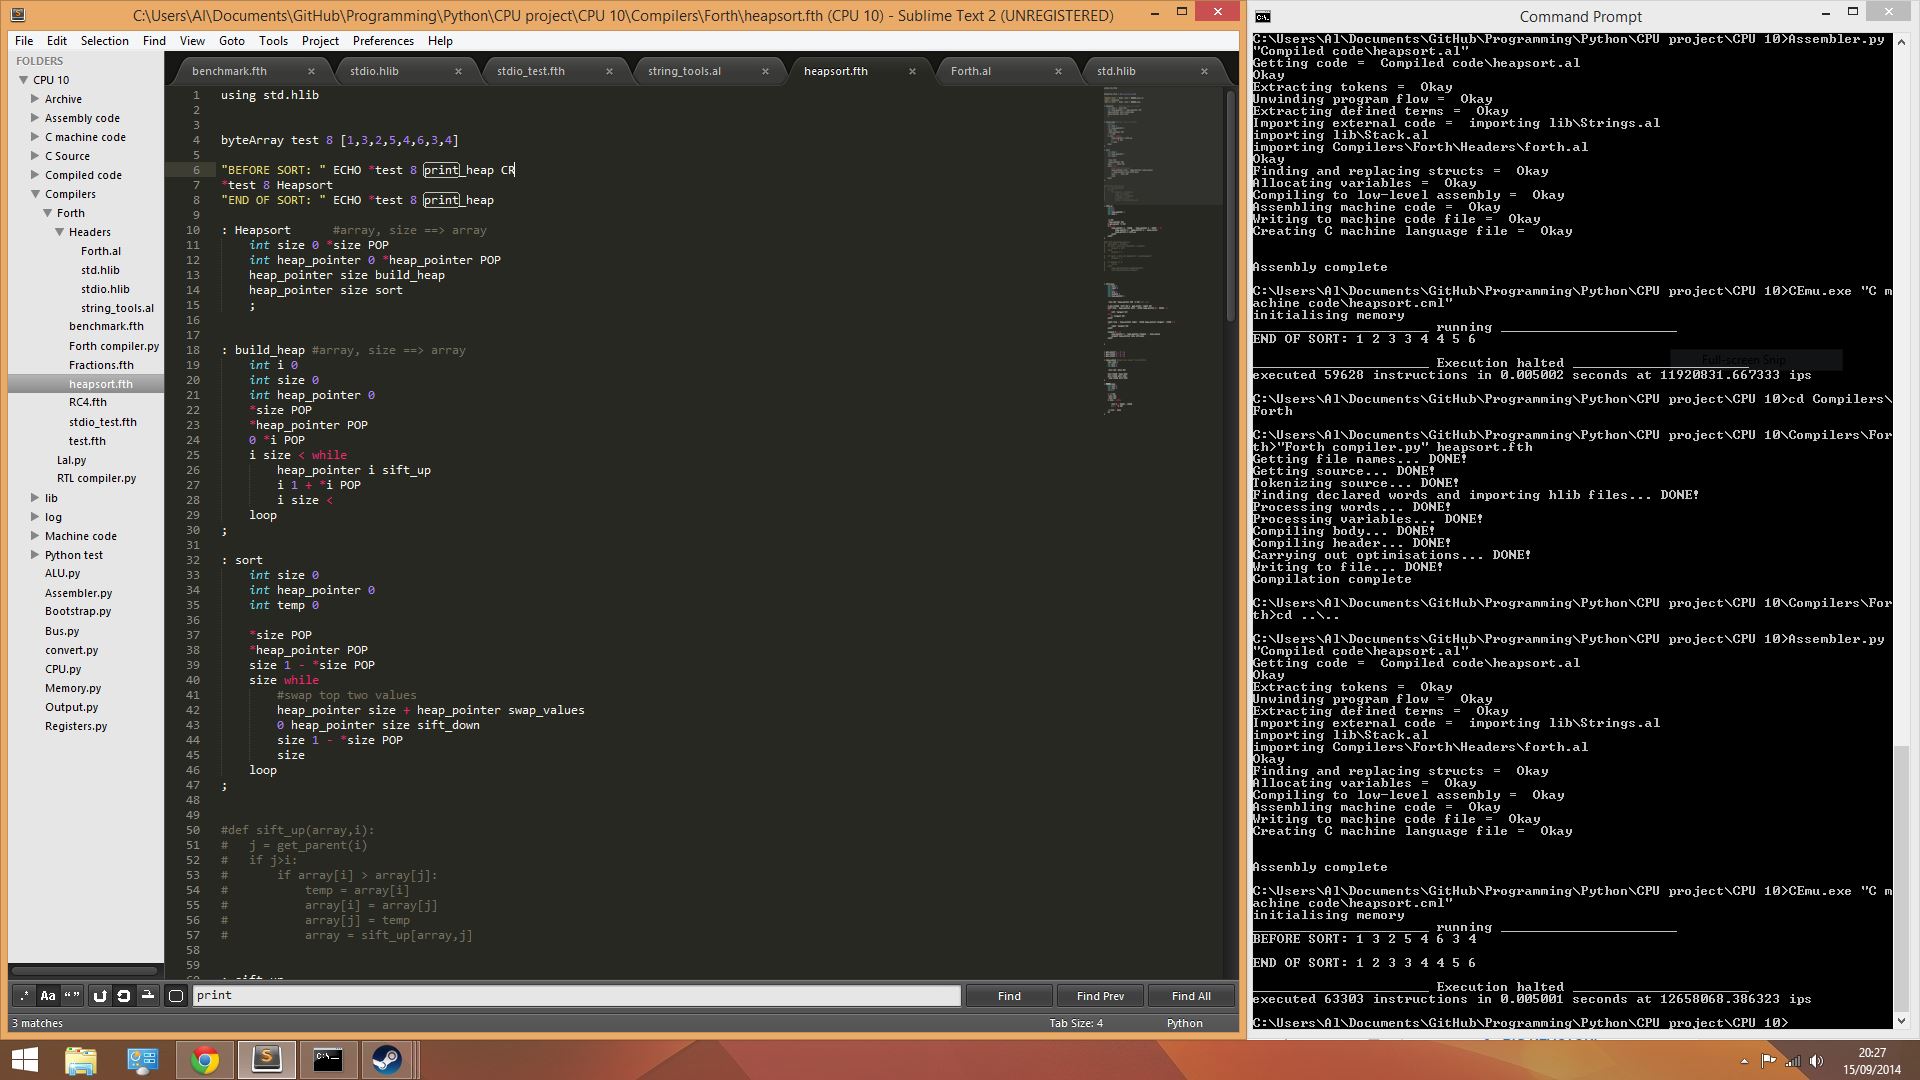 C:\Users\Al\Documents\GitHub\Programming\Python\CPU project\CPU 10\Compilers\Forth\heapsort.fth (CPU 10) - Sublime Text 2 (UNREGISTERED)
File Edit Selection Find View Goto Tools Project Preferences Help
FOLDERS
CPU 10
Archive
Assembly code
C machine code
C Source
Compiled code
Compilers
Forth
Headers
Forth.al
std.hlib
stdio.hlib
string_tools.al
benchmark.fth
Forth compiler.py
Fractions.fth
heapsort.fth
RC4.fth
stdio_test.fth
test.fth
Lal.py
RTL compiler.py
lib
log
Machine code
Python test
ALU.py
Assembler.py
Bootstrap.py
Bus.py
convert.py
CPU.py
Memory.py
Output.py
Registers.py
benchmark.fth stdio.hlib stdio_test.fth string_tools.al heapsort.fth Forth.al std.hlib
1 using std.hlib
2
3
4 byteArray test 8 [1,3,2,5,4,6,3,4]
5
6 "BEFORE SORT: " ECHO *test 8 print_heap CR
7 *test 8 Heapsort
8 "END OF SORT: " ECHO *test 8 print_heap
9
10 : Heapsort #array, size ==> array
11 int size 0 *size POP
12 int heap_pointer 0 *heap_pointer POP
13 heap_pointer size build_heap
14 heap_pointer size sort
15 ;
16
17
18 : build_heap #array, size ==> array
19 int i 0
20 int size 0
21 int heap_pointer 0
22 *size POP
23 *heap_pointer POP
24 0 *i POP
25 i size < while
26 heap_pointer i sift_up
27 i 1 + *i POP
28 i size <
29 loop
30 ;
31
32 : sort
33 int size 0
34 int heap_pointer 0
35 int temp 0
36
37 *size POP
38 *heap_pointer POP
39 size 1 - *size POP
40 size while
41 #swap top two values
42 heap_pointer size + heap_pointer swap_values
43 0 heap_pointer size sift_down
44 size 1 - *size POP
45 size
46 loop
47 ;
48
49
50 #def sift_up(array,i):
51 # j = get_parent(i)
52 # if j>i:
53 # if array[i] > array[j]:
54 # temp = array[i]
55 # array[i] = array[j]
56 # array[j] = temp
57 # array = sift_up[array,j]
58
59
.* Aa “ ” print Find Find Prev Find All
3 matches Tab Size: 4 Python
Command Prompt
C:\Users\Al\Documents\GitHub\Programming\Python\CPU project\CPU 10>Assembler.py
"Compiled code\heapsort.al"
Getting code = Compiled code\heapsort.al
Okay
Extracting tokens = Okay
Unwinding program flow = Okay
Extracting defined terms = Okay
Importing external code = importing lib\Strings.al
importing lib\Stack.al
importing Compilers\Forth\Headers\forth.al
Okay
Finding and replacing structs = Okay
Allocating variables = Okay
Compiling to low-level assembly = Okay
Assembling machine code = Okay
Writing to machine code file = Okay
Creating C machine language file = Okay
Assembly complete
C:\Users\Al\Documents\GitHub\Programming\Python\CPU project\CPU 10>CEmu.exe "C m
achine code\heapsort.cml"
initialising memory
______________________ running ______________________
END OF SORT: 1 2 3 3 4 4 5 6
Full-screen Snip
______________________ Execution halted ______________________
executed 59628 instructions in 0.005002 seconds at 11920831.667333 ips
C:\Users\Al\Documents\GitHub\Programming\Python\CPU project\CPU 10>cd Compilers\
Forth
C:\Users\Al\Documents\GitHub\Programming\Python\CPU project\CPU 10\Compilers\For
th>"Forth compiler.py" heapsort.fth
Getting file names... DONE!
Getting source... DONE!
Tokenizing source... DONE!
Finding declared words and importing hlib files... DONE!
Processing words... DONE!
Processing variables... DONE!
Compiling body... DONE!
Compiling header... DONE!
Carrying out optimisations... DONE!
Writing to file... DONE!
Compilation complete
C:\Users\Al\Documents\GitHub\Programming\Python\CPU project\CPU 10\Compilers\For
th>cd ..\..
C:\Users\Al\Documents\GitHub\Programming\Python\CPU project\CPU 10>Assembler.py
"Compiled code\heapsort.al"
Getting code = Compiled code\heapsort.al
Okay
Extracting tokens = Okay
Unwinding program flow = Okay
Extracting defined terms = Okay
Importing external code = importing lib\Strings.al
importing lib\Stack.al
importing Compilers\Forth\Headers\forth.al
Okay
Finding and replacing structs = Okay
Allocating variables = Okay
Compiling to low-level assembly = Okay
Assembling machine code = Okay
Writing to machine code file = Okay
Creating C machine language file = Okay
Assembly complete
C:\Users\Al\Documents\GitHub\Programming\Python\CPU project\CPU 10>CEmu.exe "C m
achine code\heapsort.cml"
initialising memory
______________________ running ______________________
BEFORE SORT: 1 3 2 5 4 6 3 4
END OF SORT: 1 2 3 3 4 4 5 6
______________________ Execution halted ______________________
executed 63303 instructions in 0.005001 seconds at 12658068.386323 ips
C:\Users\Al\Documents\GitHub\Programming\Python\CPU project\CPU 10>
20:27
15/09/2014